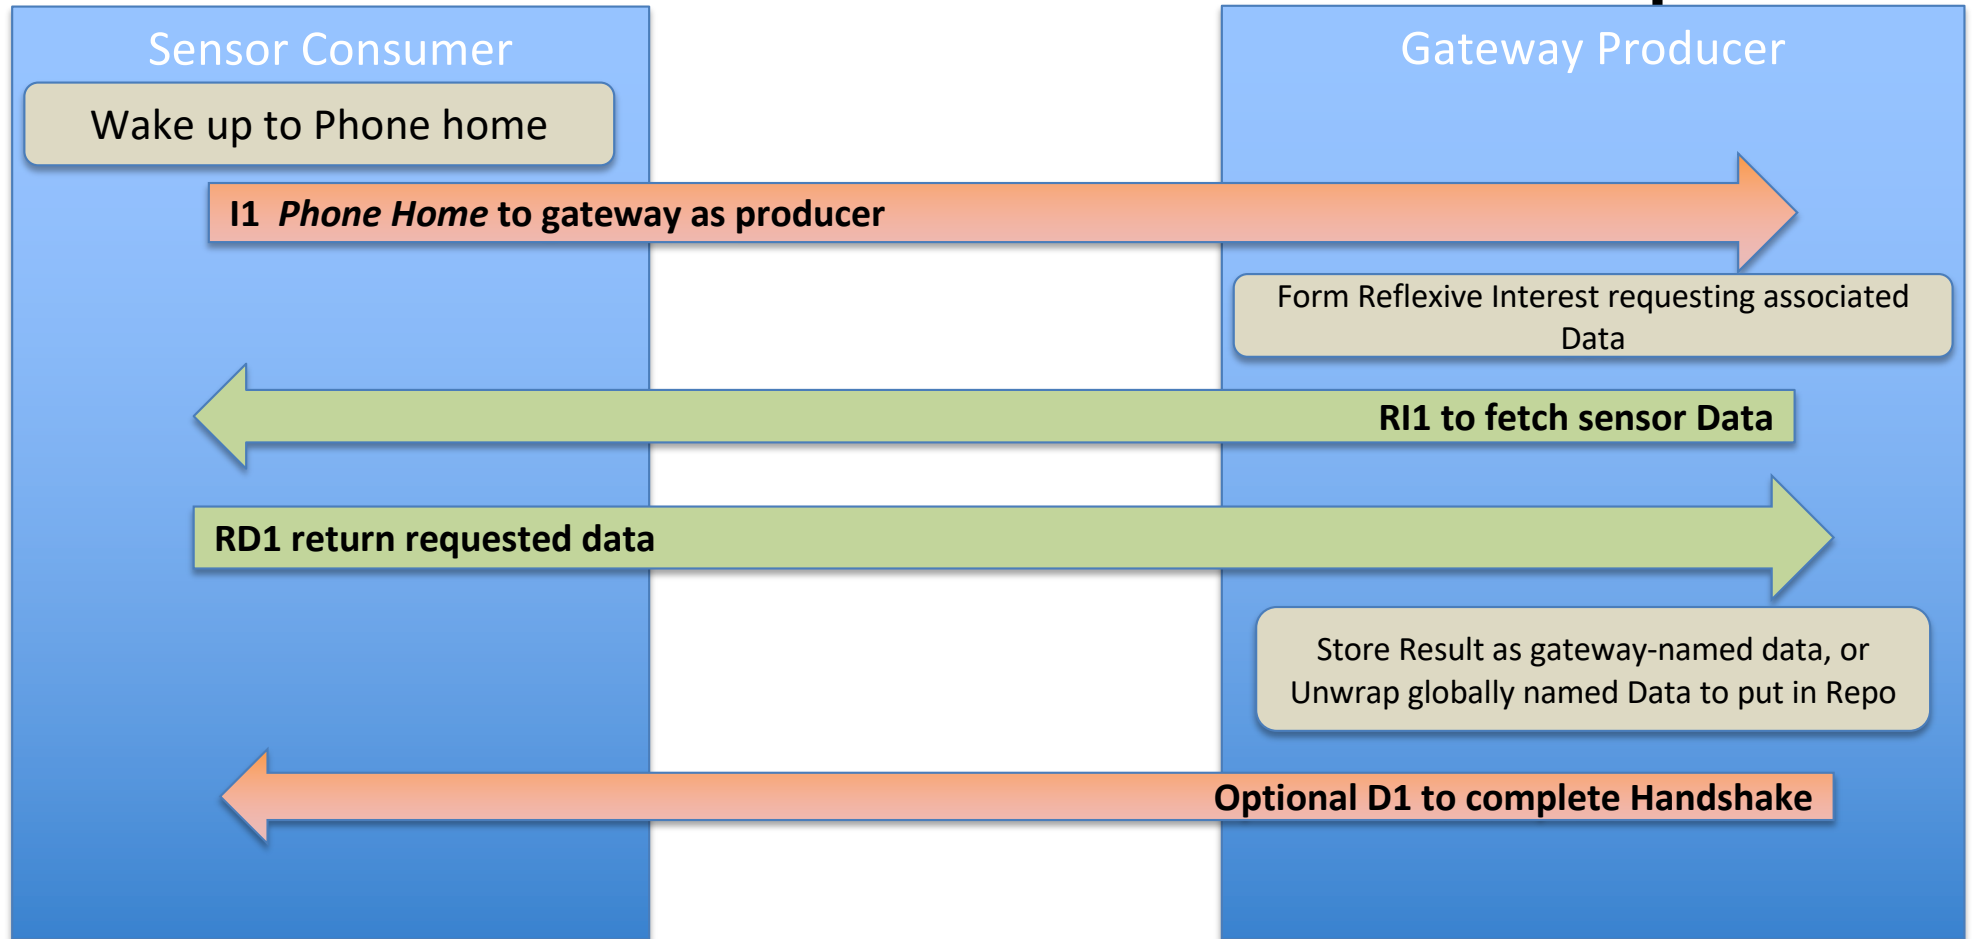 Sensor Consumer
Gateway Producer
Wake up to Phone home
I1 Phone Home to gateway as producer
Form Reflexive Interest requesting associated
Data
RI1 to fetch sensor Data
RD1 return requested data
Store Result as gateway-named data, or
Unwrap globally named Data to put in Repo
Optional D1 to complete Handshake